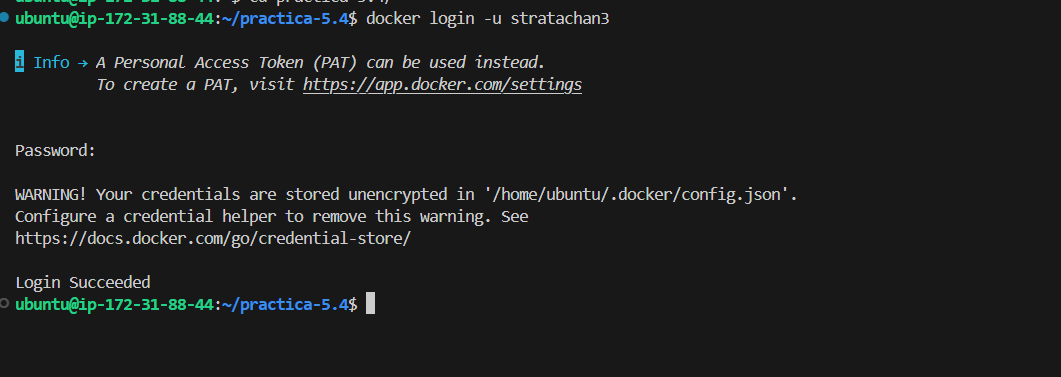 ubuntu@ip-172-31-88-44:~/practica-5.4$ docker login -u stratachan3
i Info → A Personal Access Token (PAT) can be used instead.
To create a PAT, visit https://app.docker.com/settings
Password:
WARNING! Your credentials are stored unencrypted in '/home/ubuntu/.docker/config.json'.
Configure a credential helper to remove this warning. See
https://docs.docker.com/go/credential-store/
Login Succeeded
ubuntu@ip-172-31-88-44:~/practica-5.4$